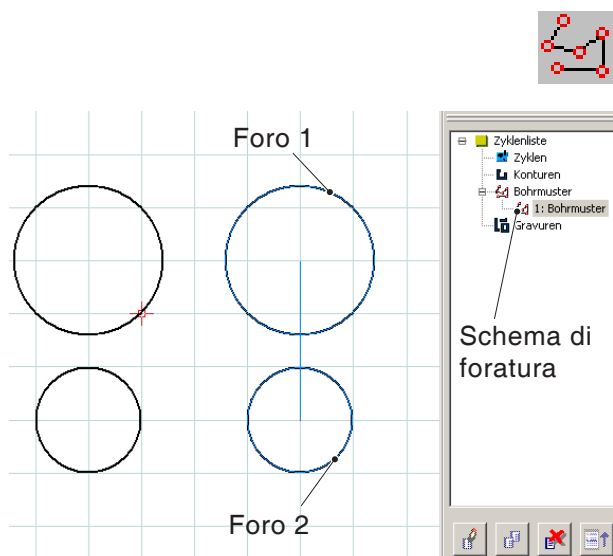 Foro 1
Zyklenliste
Zyklen
Konturen
Bohrmuster
1: Bohrmuster
Gravuren
Schema di
foratura
Foro 2